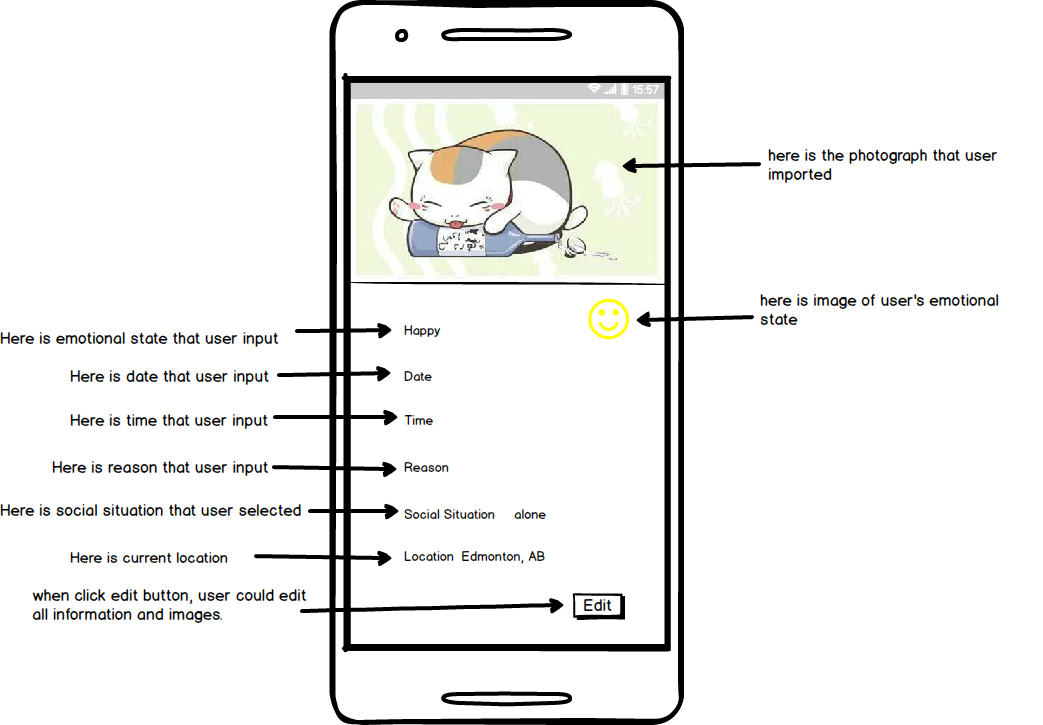 15:57
here is the photograph that user
imported
here is image of user's emotional
state
Here is emotional state that user input
Happy
Here is date that user input
Date
Here is time that user input
Time
Here is reason that user input
Reason
Here is social situation that user selected
Social Situation alone
Here is current location
Location Edmonton, AB
when click edit button, user could edit
all information and images.
Edit